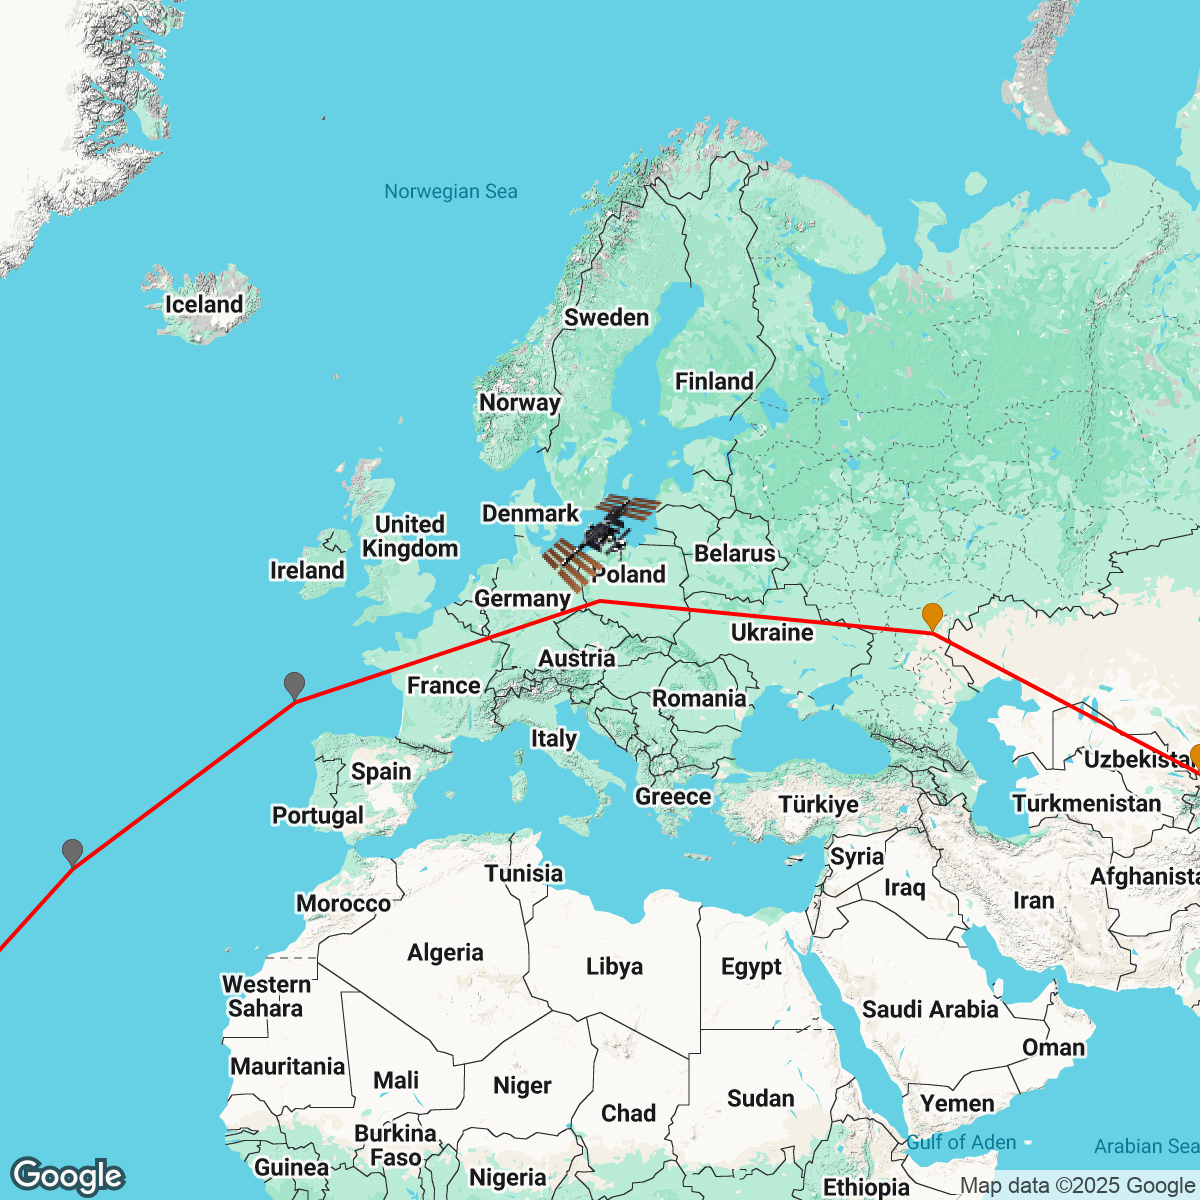 Norwegian Sea
Iceland
Sweden
Finland
Norway
Denmark
United
Kingdom
Belarus
Ireland
Poland
Germany
Ukraine
Austria
France
Romania
Italy
Uzbekista
Spain
Greece
Türkiye
Turkmenistan
Portugal
Syria
Tunisia
Afghanista
Iraq
Morocco
Iran
Algeria
Libya
Egypt
Western
Sahara
Saudi Arabia
Oman
Mauritania
Mali
Niger
Sudan
Yemen
Chad
Burkina
Faso
Gulf of Aden
Arabian Sea
Guinea
Nigeria
Ethiopia
Google
Map data ©2025 Google